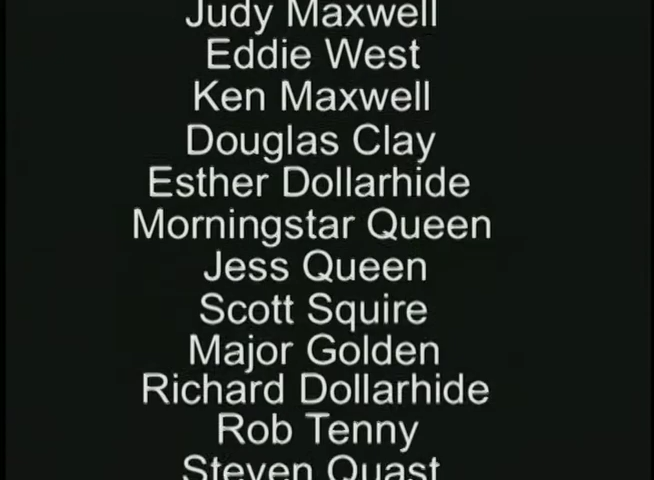 Judy Maxwell
Eddie West
Ken Maxwell
Douglas Clay
Esther Dollarhide
Morningstar Queen
Jess Queen
Scott Squire
Major Golden
Richard Dollarhide
Rob Tenny
Steven Quast